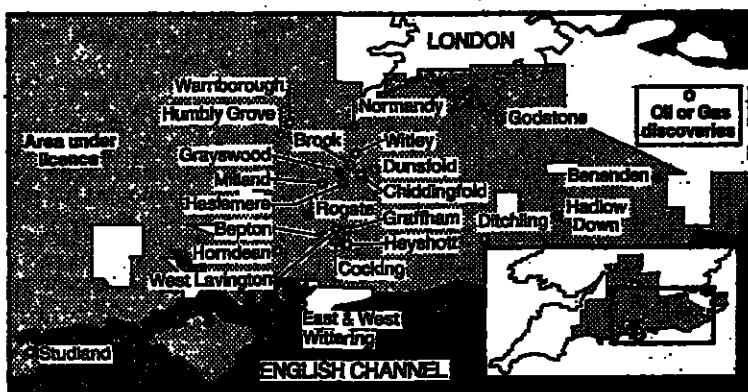 LONDON
Warnborough
Humbly Grove
Normandy
Godstone
Oil or Gas
discoveries
Area under
licence
Brook
Witley
Grayswood
Dunsfold
Milland
Chiddingfold
Benenden
Haslemere
Rogate
Graffham
Ditchling
Hadlow
Down
Bepton
Horndean
Heyshott
Cocking
West Lavington
East & West
Wittering
Studland
ENGLISH CHANNEL